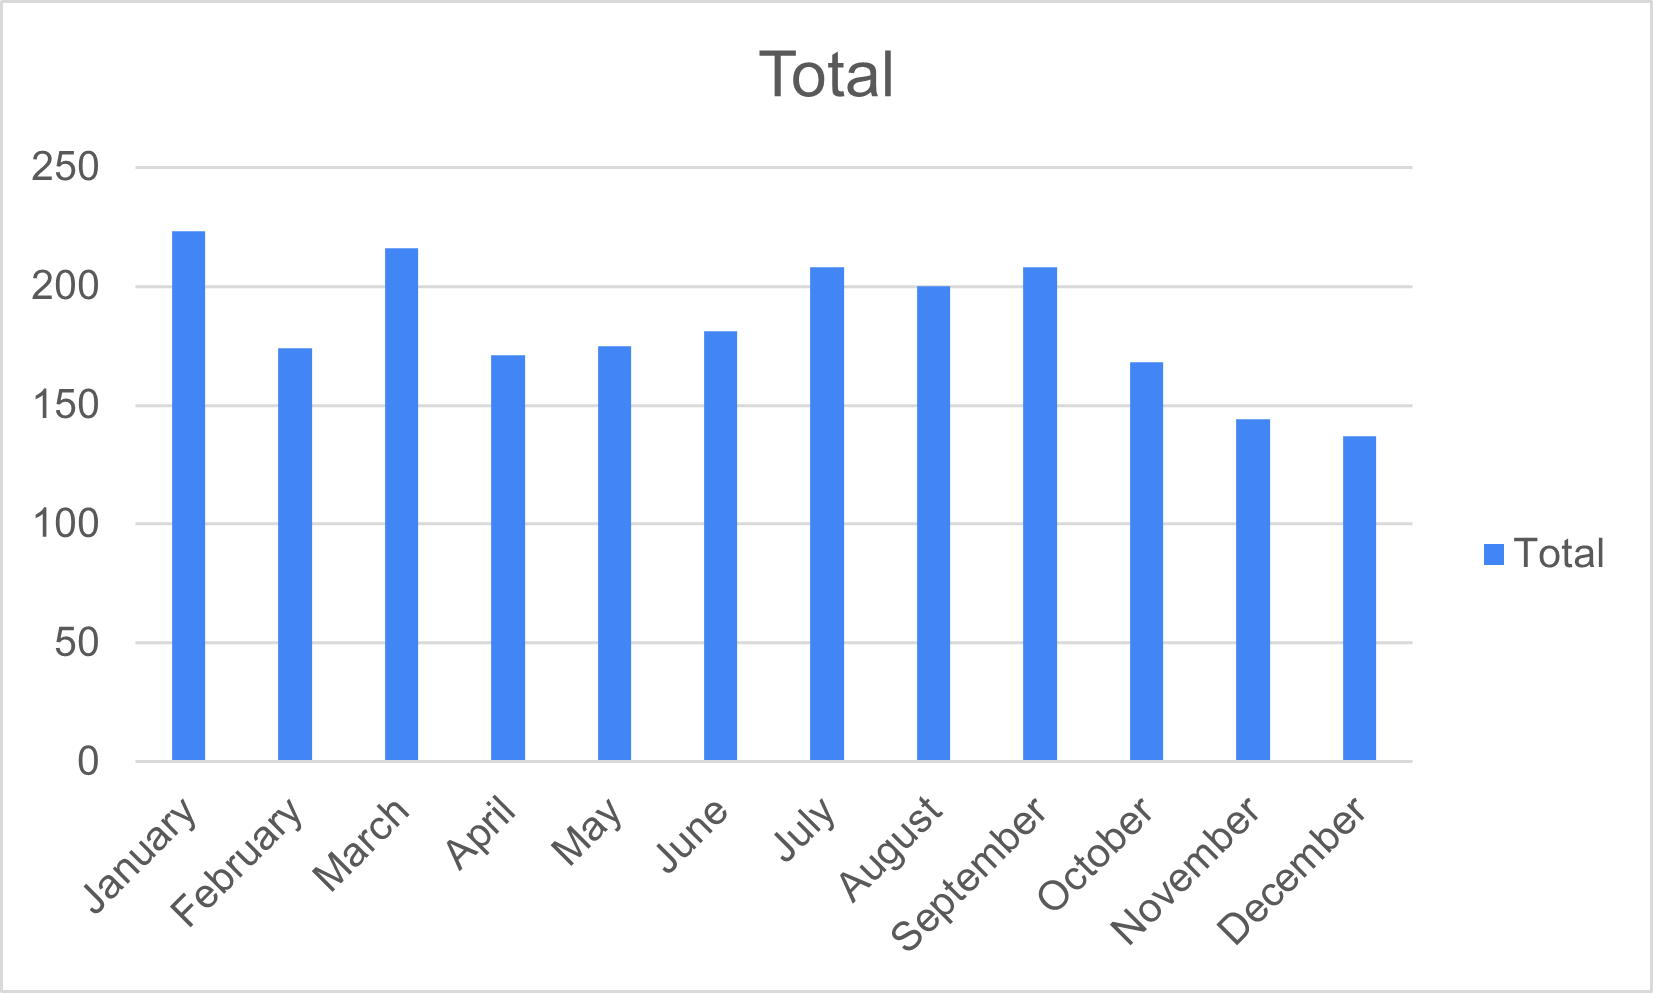 Total
250
200
150
100
50
0
January
February
March
April
May
June
July
August
September
October
November
December
Total